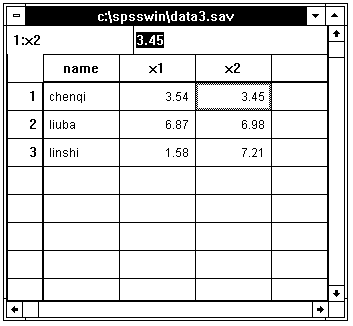 c:\spsswin\data3.sav
1:x2 3.45
name x1 x2
1 chenqi 3.54 3.45
2 liuba 6.87 6.98
3 linshi 1.58 7.21